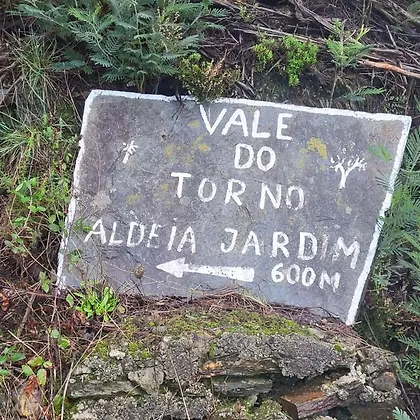 VALE
DO
TORNO
ALDEIA JARDIM
600M